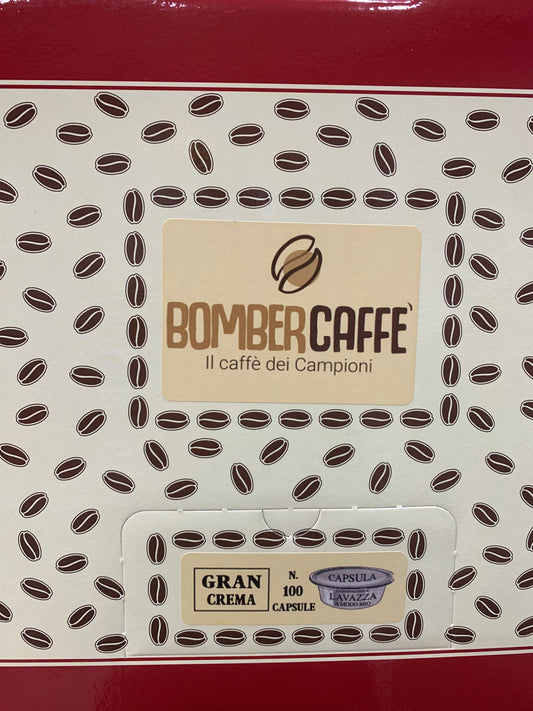 BOMBERCAFFE`
Il caffè dei Campioni
GRAN
CREMA
N.
100
CAPSULE
CAPSULA
LAVAZZA
A MODO MIO